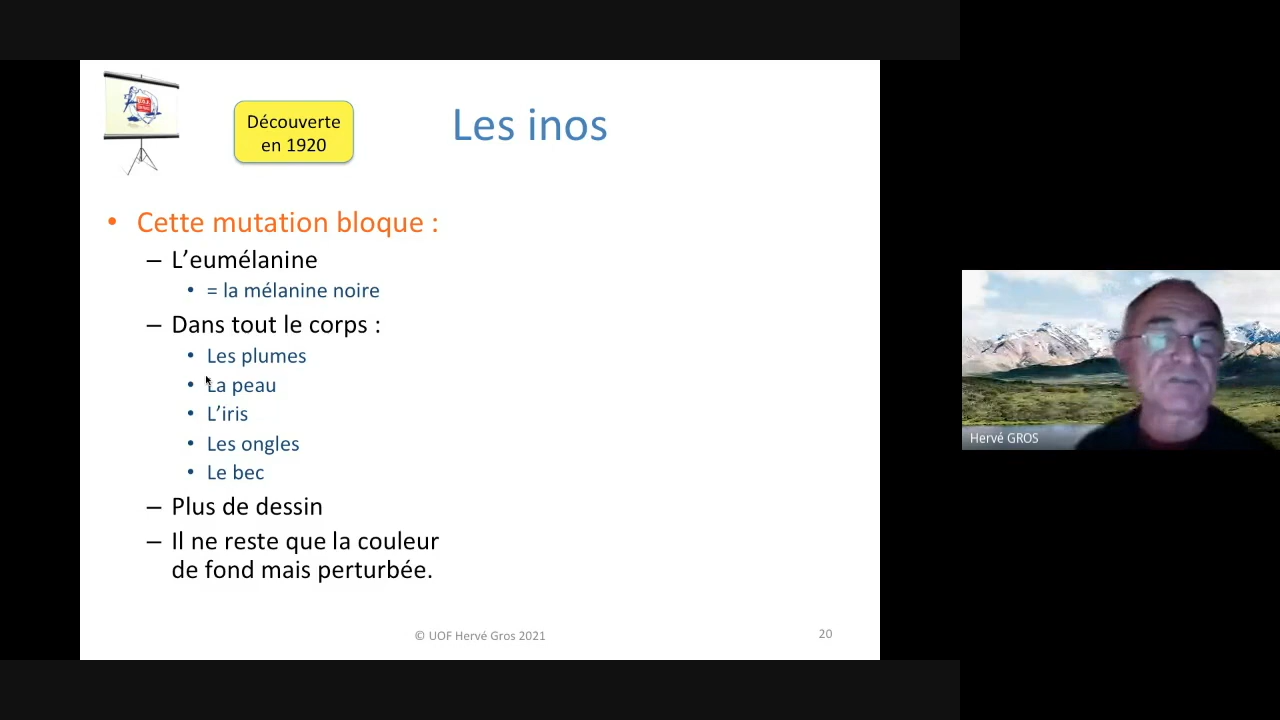 Découverte
en 1920
Les inos
• Cette mutation bloque :
– L’eumélanine
• = la mélanine noire
– Dans tout le corps :
• Les plumes
• La peau
• L’iris
• Les ongles
• Le bec
– Plus de dessin
– Il ne reste que la couleur
de fond mais perturbée.
© UOF Hervé Gros 2021
20
Hervé GROS